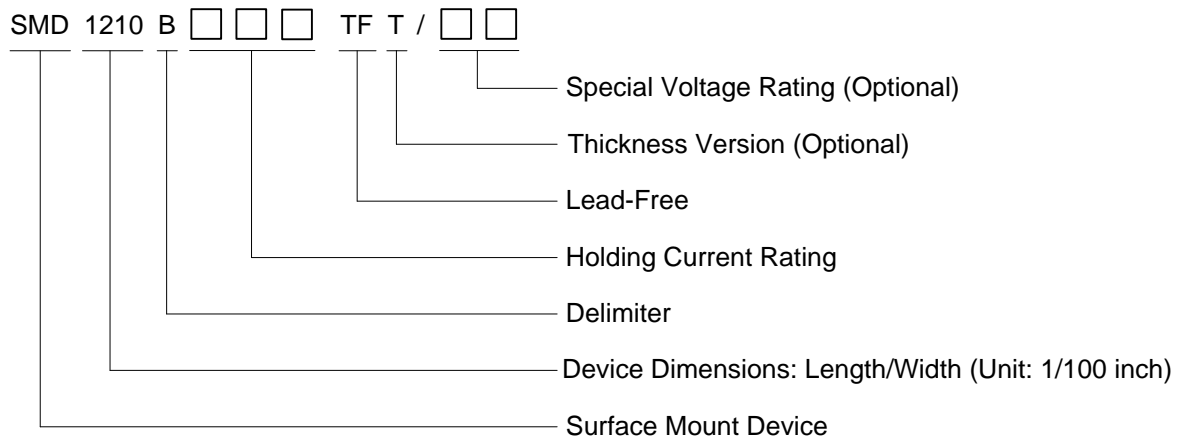 SMD 1210 B □ □ □ TF T / □ □
Special Voltage Rating (Optional)
Thickness Version (Optional)
Lead-Free
Holding Current Rating
Delimiter
Device Dimensions: Length/Width (Unit: 1/100 inch)
Surface Mount Device